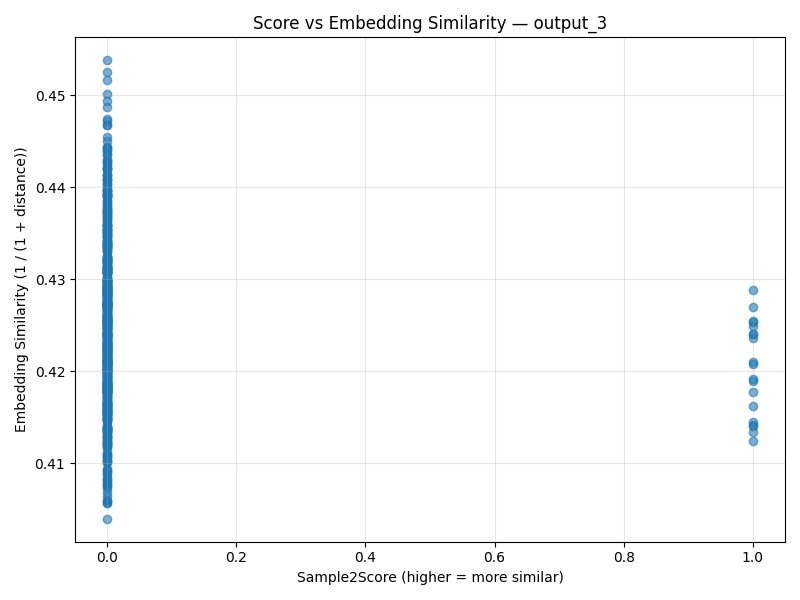 Score vs Embedding Similarity — output_3
Embedding Similarity (1 / (1 + distance))
0.45
0.44
0.43
0.42
0.41
0.0 0.2 0.4 0.6 0.8 1.0
Sample2Score (higher = more similar)